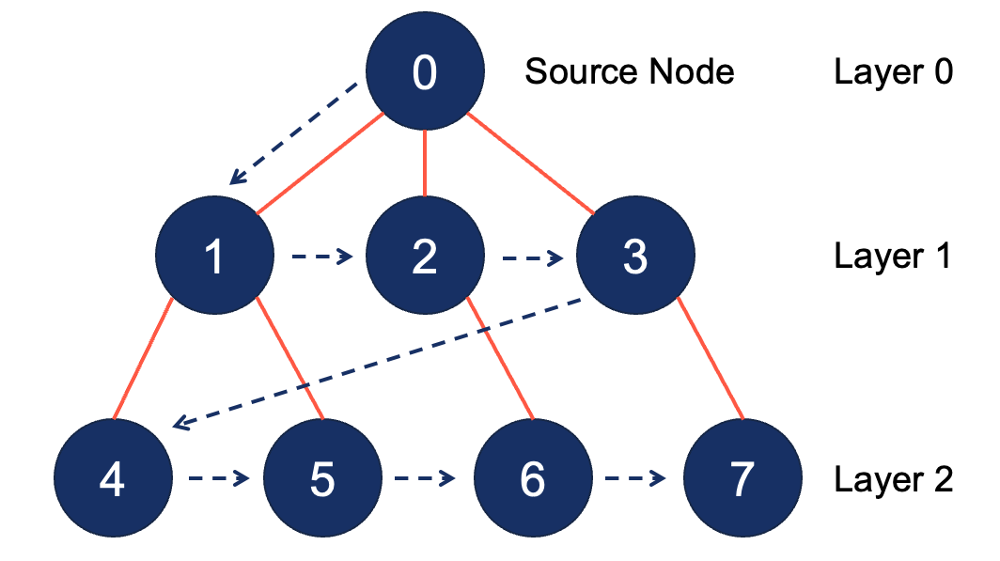 0 Source Node Layer 0
1 2 3 Layer 1
4 5 6 7 Layer 2